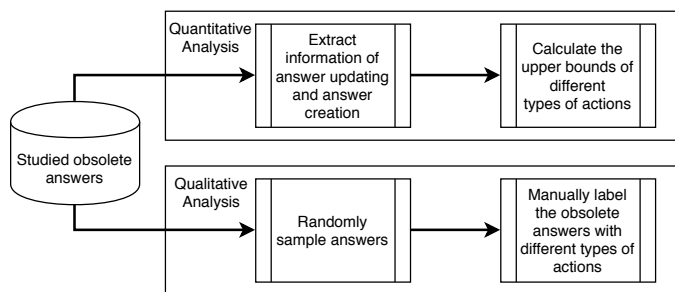 Quantitative
Analysis
Extract
information of
answer updating
and answer
creation
Calculate the
upper bounds of
different
types of actions
Studied obsolete
answers
Qualitative
Analysis
Randomly
sample answers
Manually label
the obsolete
answers with
different types of
actions